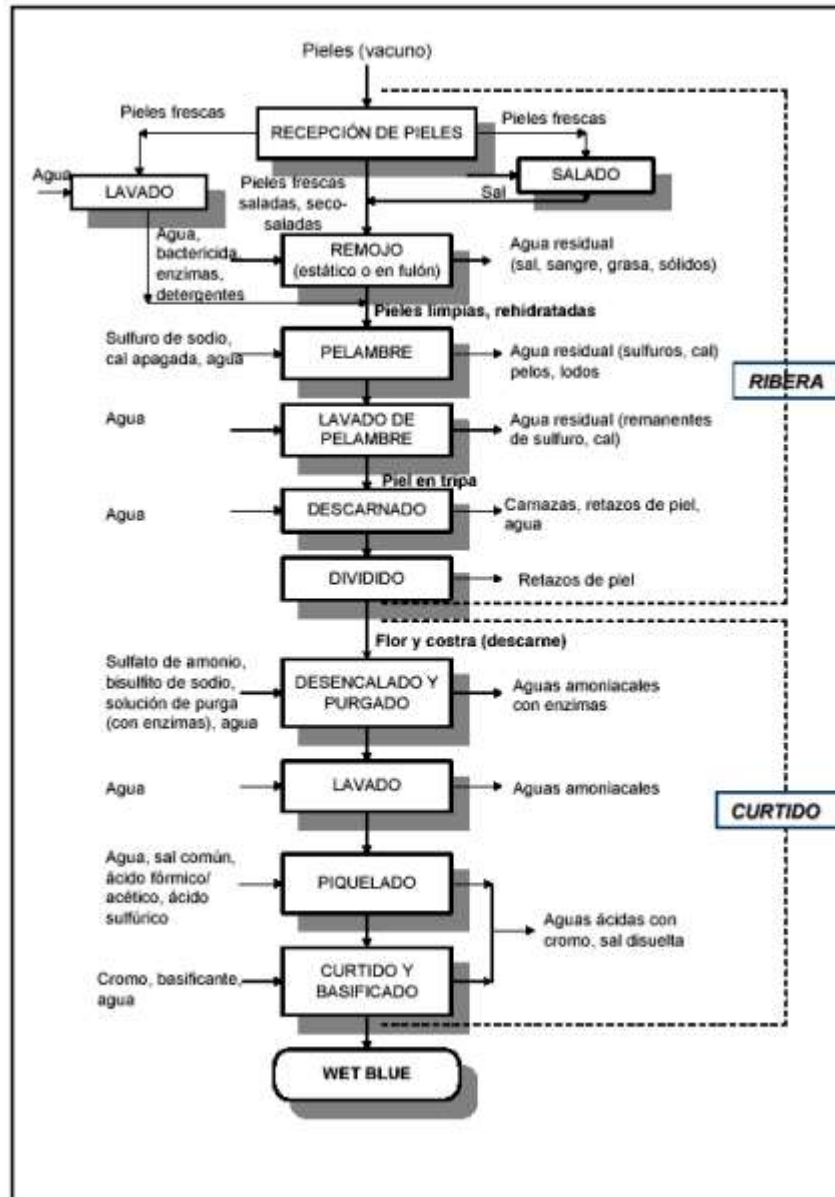 Pieles (vacuno)
Pieles frescas
RECEPCIÓN DE PIELES
Pieles frescas
Agua
LAVADO
Pieles frescas
saladas, seco-
saladas
Sal
SALADO
Agua,
bactericida,
enzimas,
detergentes
REMOJO
(estático o en fulón)
Agua residual
(sal, sangre, grasa, sólidos)
Pieles limpias, rehidratadas
Sulfuro de sodio,
cal apagada, agua
PELAMBRE
Agua residual (sulfuros, cal)
pelos, lodos
RIBERA
Agua
LAVADO DE
PELAMBRE
Agua residual (remanentes
de sulfuro, cal)
Piel en tripa
Agua
DESCARNADO
Carnazas, retazos de piel,
agua
DIVIDIDO
Retazos de piel
Flor y costra (descarne)
Sulfato de amonio,
bisulfito de sodio,
solución de purga
(con enzimas), agua
DESENCALADO Y
PURGADO
Aguas amoniacales
con enzimas
Agua
LAVADO
Aguas amoniacales
CURTIDO
Agua, sal común,
ácido fórmico/
acético, ácido
sulfúrico
PIQUELADO
Aguas ácidas con
cromo, sal disuelta
Cromo, basificante,
agua
CURTIDO Y
BASIFICADO
WET BLUE